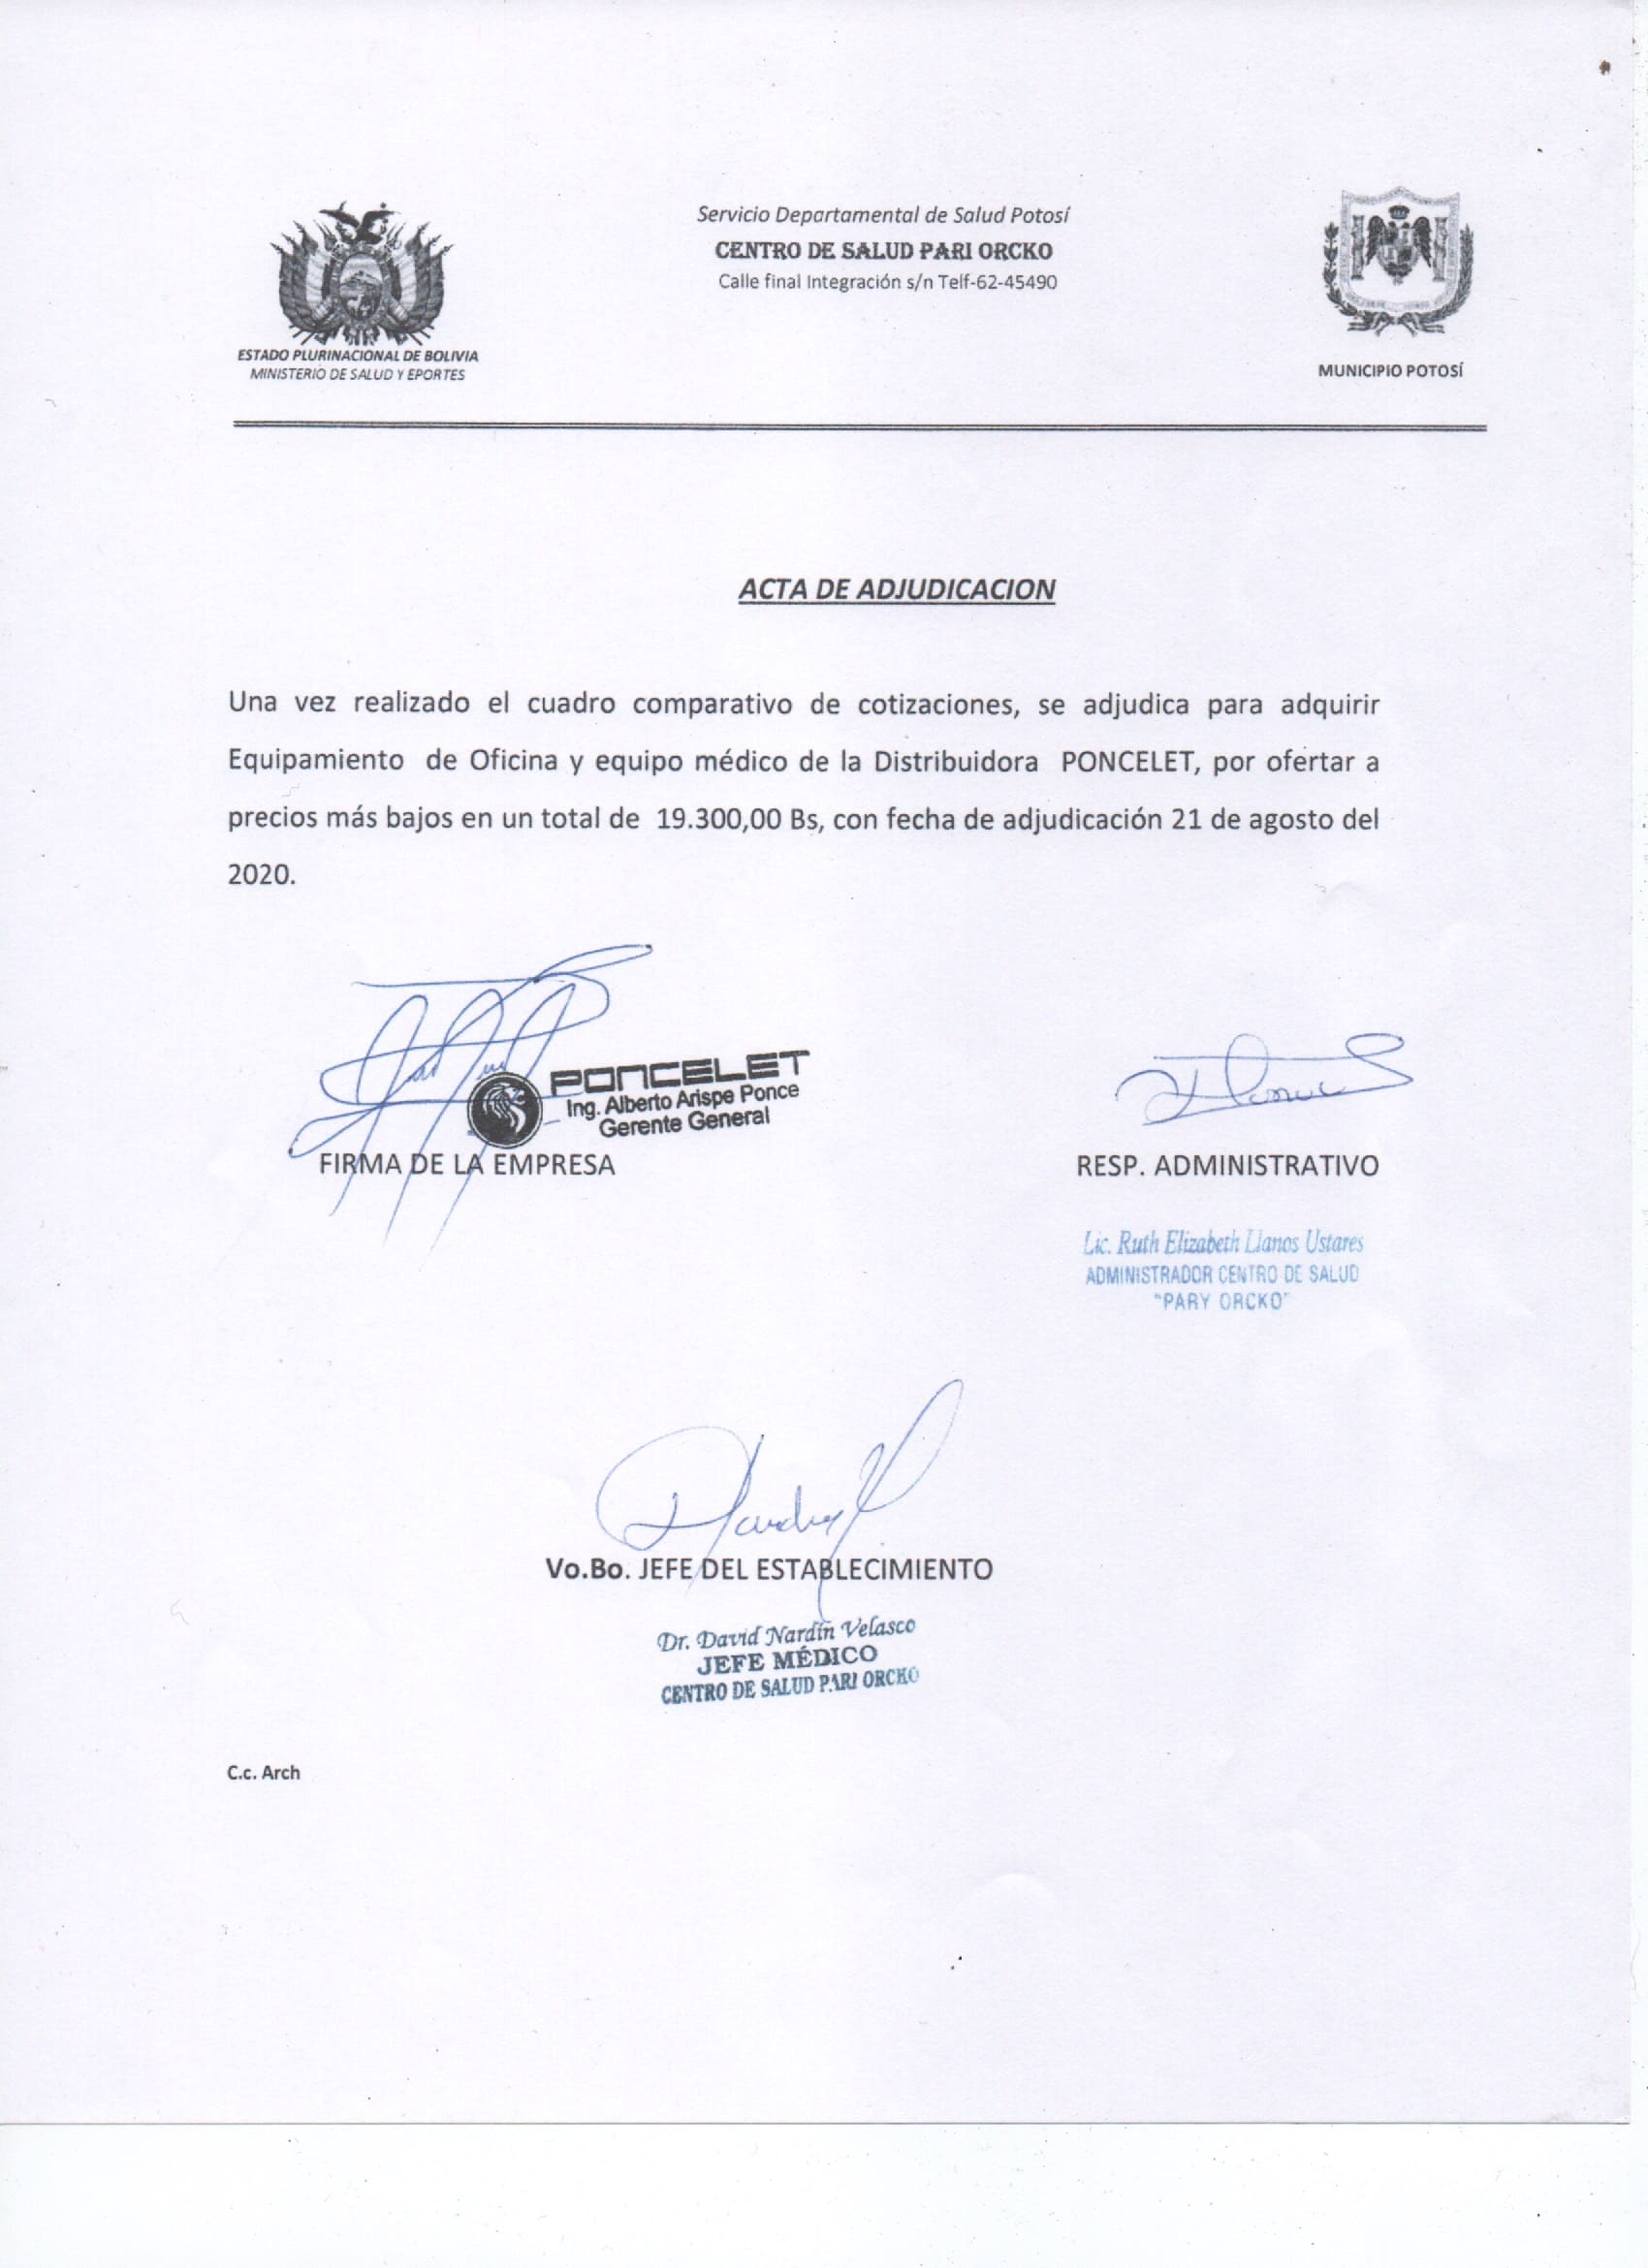 Servicio Departamental de Salud Potosí
CENTRO DE SALUD PARI ORCKO
Calle final Integración s/n Telf-62-45490
ESTADO PLURINACIONAL DE BOLIVIA
MINISTERIO DE SALUD Y EPORTES
MUNICIPIO POTOSÍ
ACTA DE ADJUDICACION
Una vez realizado el cuadro comparativo de cotizaciones, se adjudica para adquirir
Equipamiento de Oficina y equipo médico de la Distribuidora PONCELET, por ofertar a
precios más bajos en un total de 19.300,00 Bs, con fecha de adjudicación 21 de agosto del
2020.
PONCELET
Ing. Alberto Arispe Ponce
Gerente General
FIRMA DE LA EMPRESA
RESP. ADMINISTRATIVO
Lic. Ruth Elizabeth Llanos Ustares
ADMINISTRADOR CENTRO DE SALUD
"PARY ORCKO"
Vo.Bo. JEFE DEL ESTABLECIMIENTO
Dr. David Nardín Velasco
JEFE MÉDICO
CENTRO DE SALUD PARI ORCKO
C.c. Arch